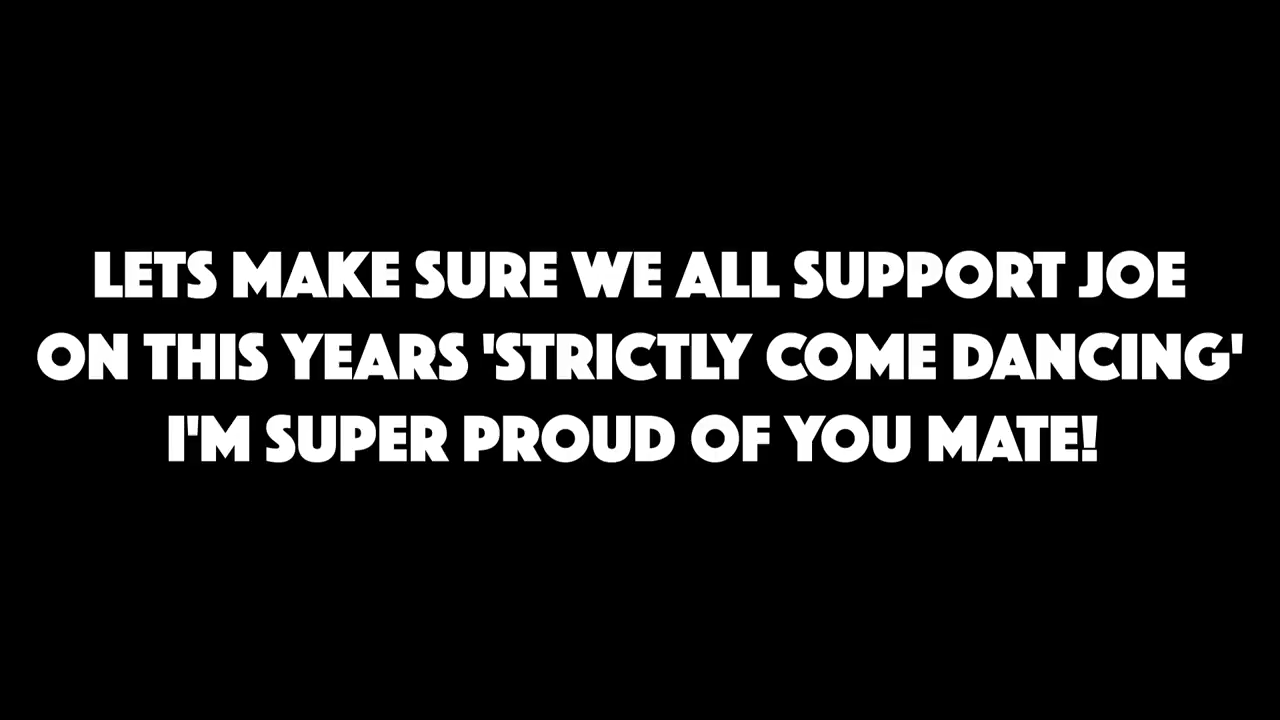 LETS MAKE SURE WE ALL SUPPORT JOE
ON THIS YEARS 'STRICTLY COME DANCING'
I'M SUPER PROUD OF YOU MATE!